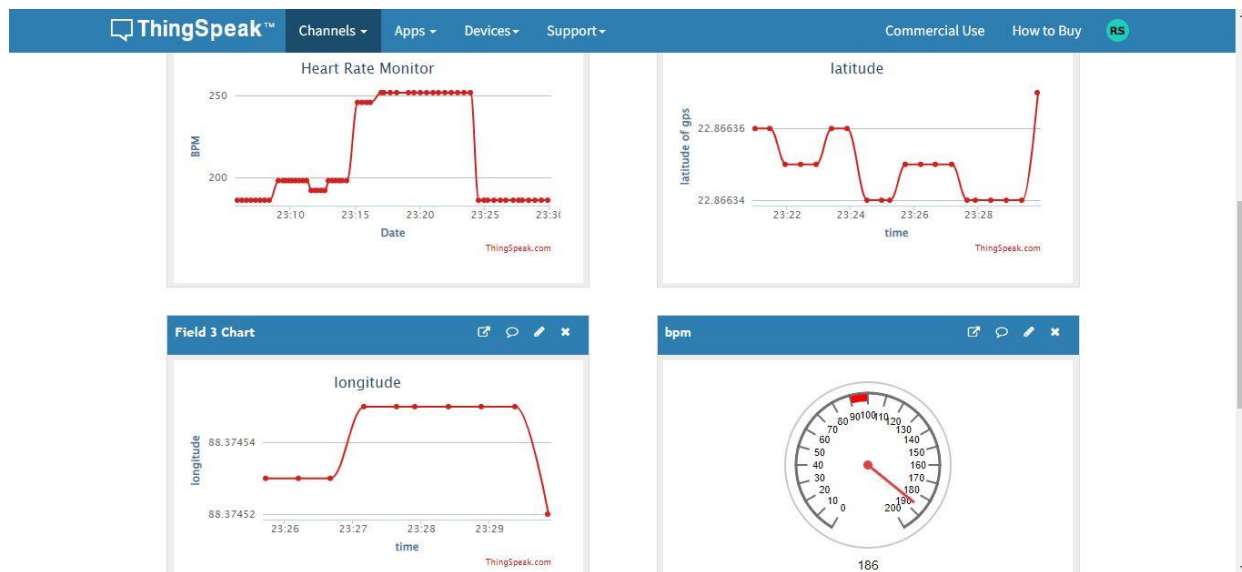 ThingSpeak™ Channels Apps Devices Support Commercial Use How to Buy RS
Heart Rate Monitor
250
200
BPM
23:10 23:15 23:20 23:25 23:3
Date
ThingSpeak.com
latitude
latitude of gps
22.86636
22.86634
23:22 23:24 23:26 23:28
time
ThingSpeak.com
Field 3 Chart
longitude
longitude
88.37454
88.37452
23:26 23:27 23:28 23:29
time
ThingSpeak.com
bpm
0 10 20 30 40 50 60 70 80 90 100 110 120 130 140 150 160 170 180 190 200
186